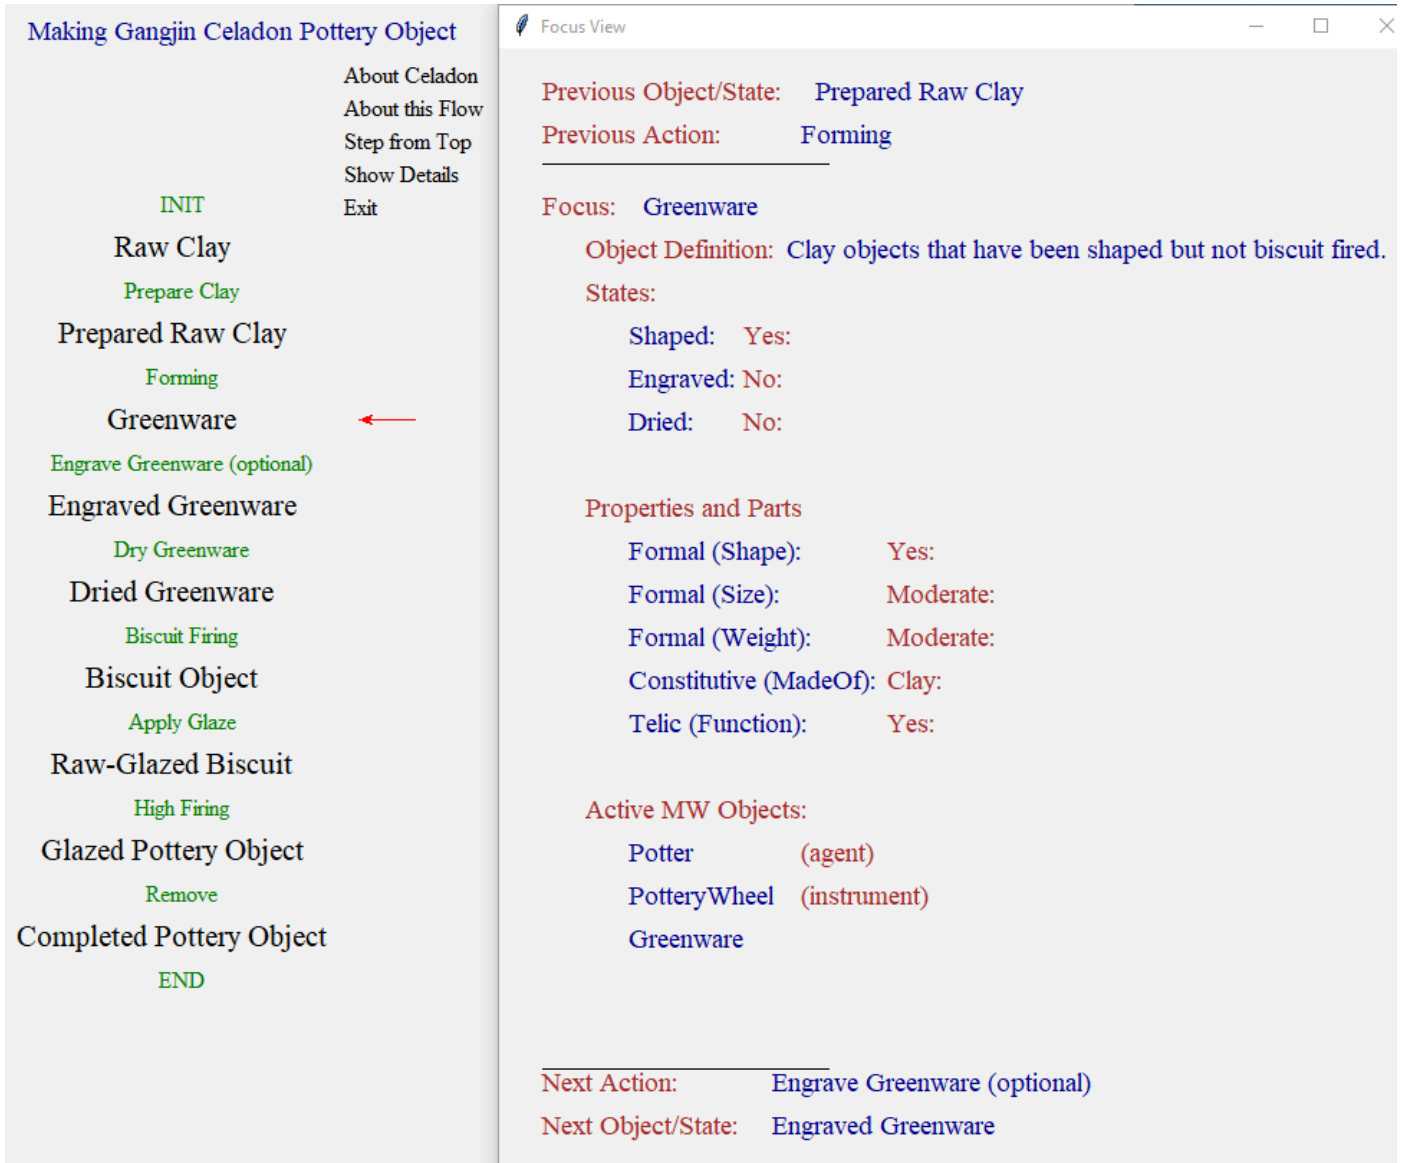 Making Gangjin Celadon Pottery Object
About Celadon
About this Flow
Step from Top
Show Details
Exit
INIT
Raw Clay
Prepare Clay
Prepared Raw Clay
Forming
Greenware
Engrave Greenware (optional)
Engraved Greenware
Dry Greenware
Dried Greenware
Biscuit Firing
Biscuit Object
Apply Glaze
Raw-Glazed Biscuit
High Firing
Glazed Pottery Object
Remove
Completed Pottery Object
END
Focus View
Previous Object/State: Prepared Raw Clay
Previous Action: Forming
Focus: Greenware
Object Definition: Clay objects that have been shaped but not biscuit fired.
States:
Shaped: Yes:
Engraved: No:
Dried: No:
Properties and Parts
Formal (Shape): Yes:
Formal (Size): Moderate:
Formal (Weight): Moderate:
Constitutive (MadeOf): Clay:
Telic (Function): Yes:
Active MW Objects:
Potter (agent)
PotteryWheel (instrument)
Greenware
Next Action: Engrave Greenware (optional)
Next Object/State: Engraved Greenware